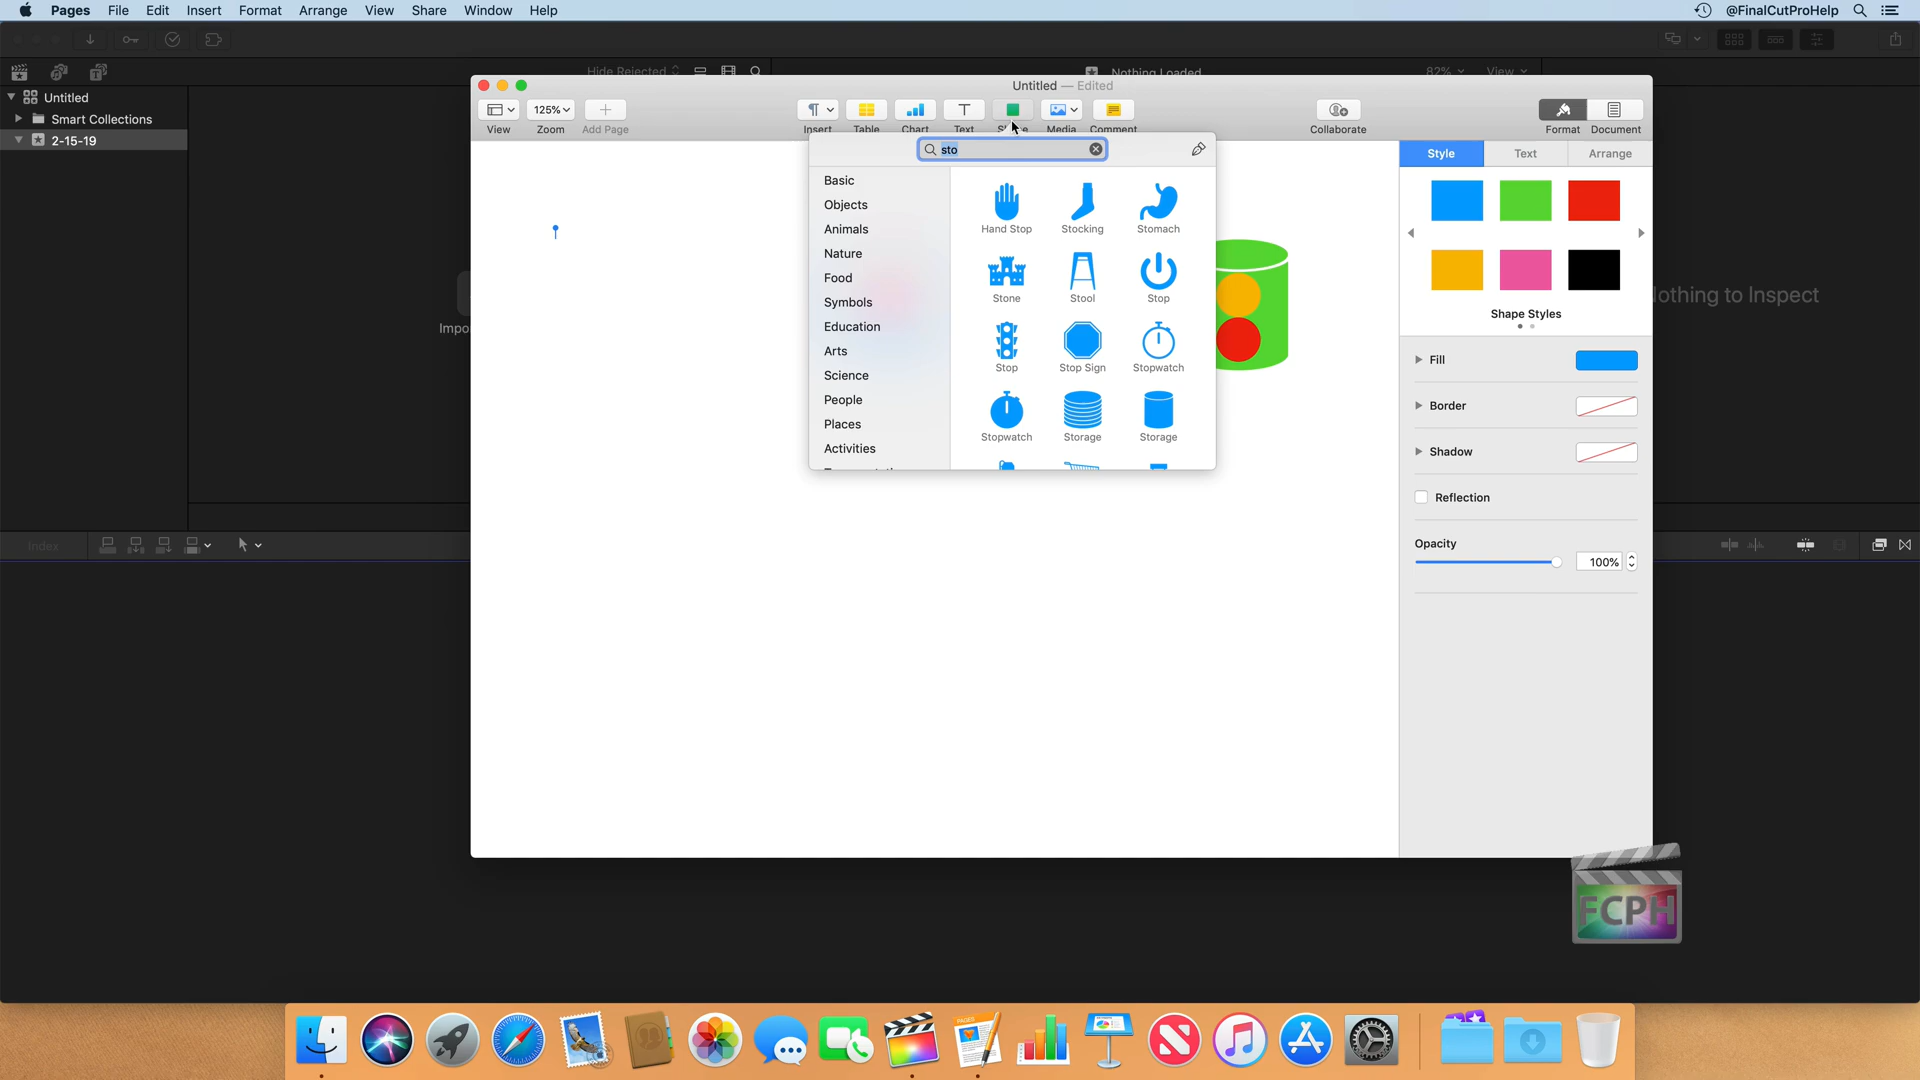 Pages File Edit Insert Format Arrange View Share Window Help @FinalCutProHelp
Hide Rejected Nothing Loaded 82% View
Untitled — Edited
Untitled
Smart Collections
2-15-19
125%
View Zoom Add Page Insert Table Chart Text Media Comment Collaborate Format Document
sto
Style Text Arrange
Basic
Objects
Animals
Nature
Food
Symbols
Education
Arts
Science
People
Places
Activities
Hand Stop Stocking Stomach
Stone Stool Stop
Stop Stop Sign Stopwatch
Stopwatch Storage Storage
Impo
Nothing to Inspect
Shape Styles
Fill
Border
Shadow
Reflection
Opacity
100%
Index
FCPH
PAGES